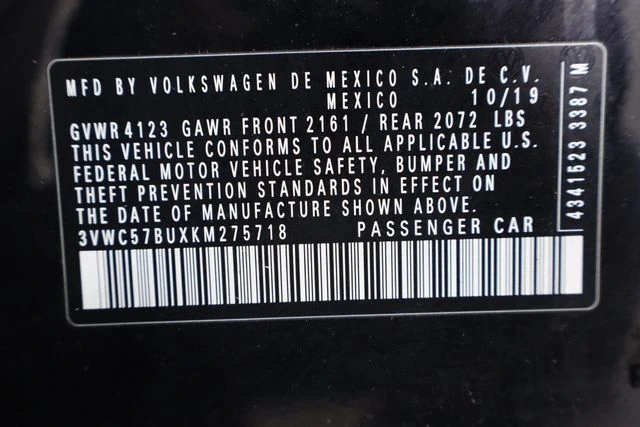 MFD BY VOLKSWAGEN DE MEXICO S.A. DE C.V.
MEXICO 10/19
GVWR 4123 GAWR FRONT 2161 / REAR 2072 LBS
THIS VEHICLE CONFORMS TO ALL APPLICABLE U.S.
FEDERAL MOTOR VEHICLE SAFETY, BUMPER AND
THEFT PREVENTION STANDARDS IN EFFECT ON
THE DATE OF MANUFACTURE SHOWN ABOVE.
3VWC57BUXKM275718 PASSENGER CAR
4341523 3387 M